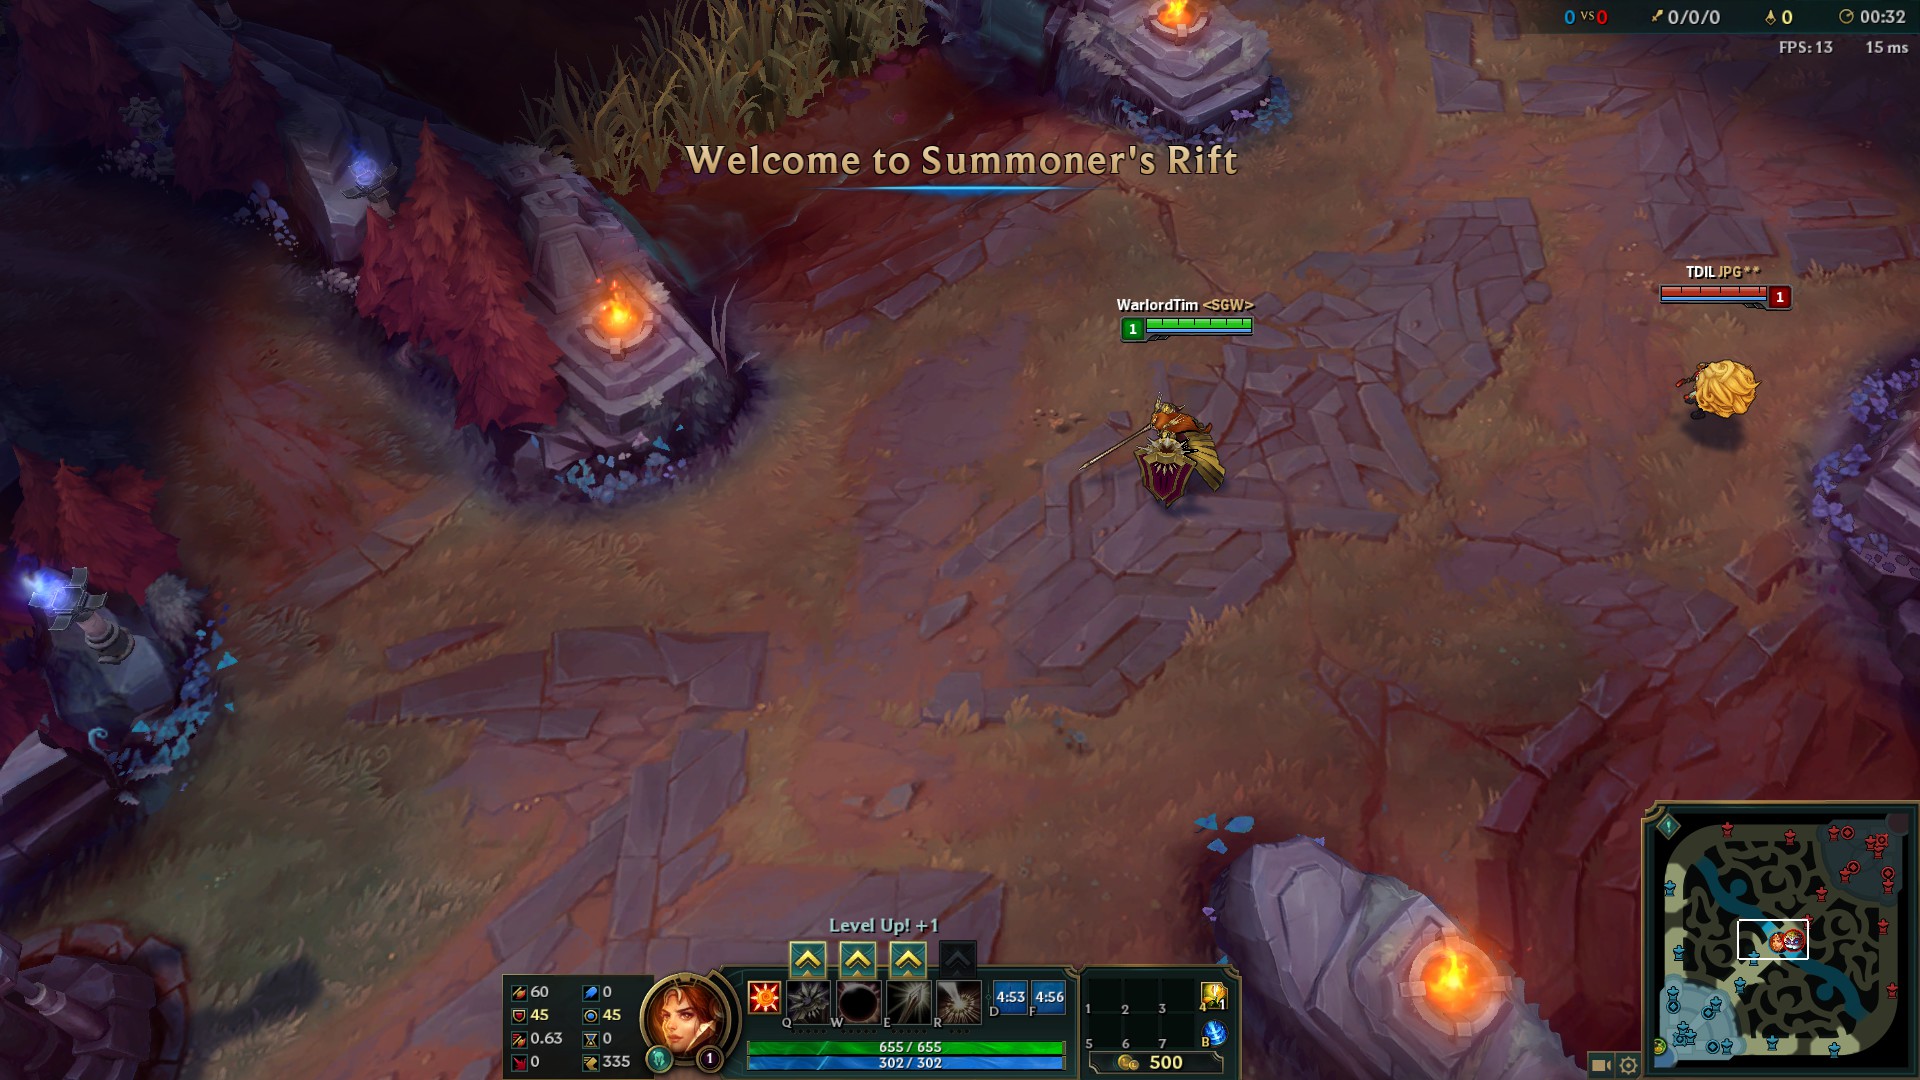 0 vs 0 0/0/0 0 00:32
FPS: 13 15 ms
Welcome to Summoner's Rift
TDIL JPG**
1
WarlordTim <SGW>
1
Level Up! +1
60 0
45 45
0.63 0
0 335
1
Q W E R
4:53 D 4:56 F
655 / 655
302 / 302
1 2 3 4 1
5 6 7 B
500